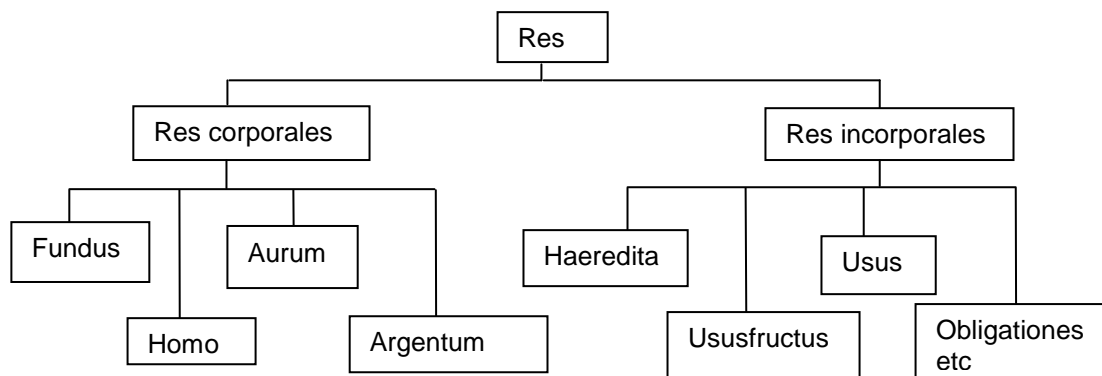 Res
Res corporales
Res incorporales
Fundus
Homo
Aurum
Argentum
Haeredita
Ususfructus
Usus
Obligationes
etc